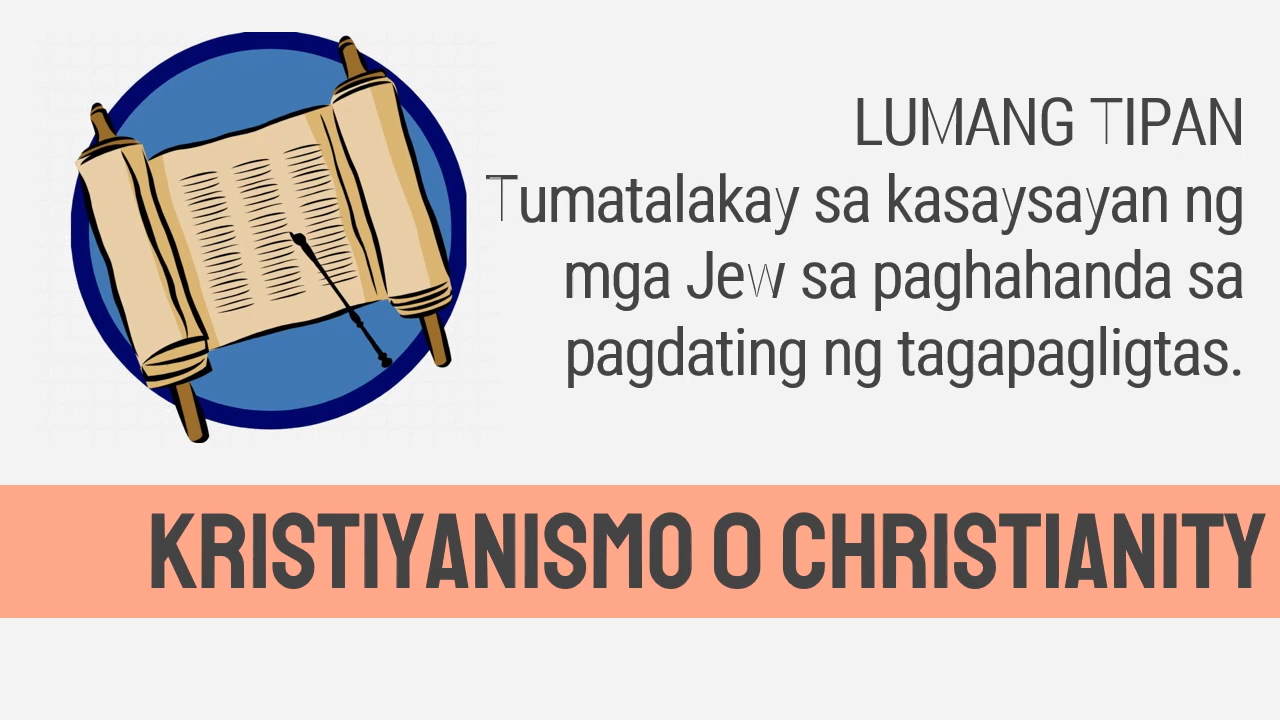 LUMANG TIPAN
Tumatalakay sa kasaysayan ng
mga Jew sa paghahanda sa
pagdating ng tagapagligtas.
KRISTIYANISMO O CHRISTIANITY